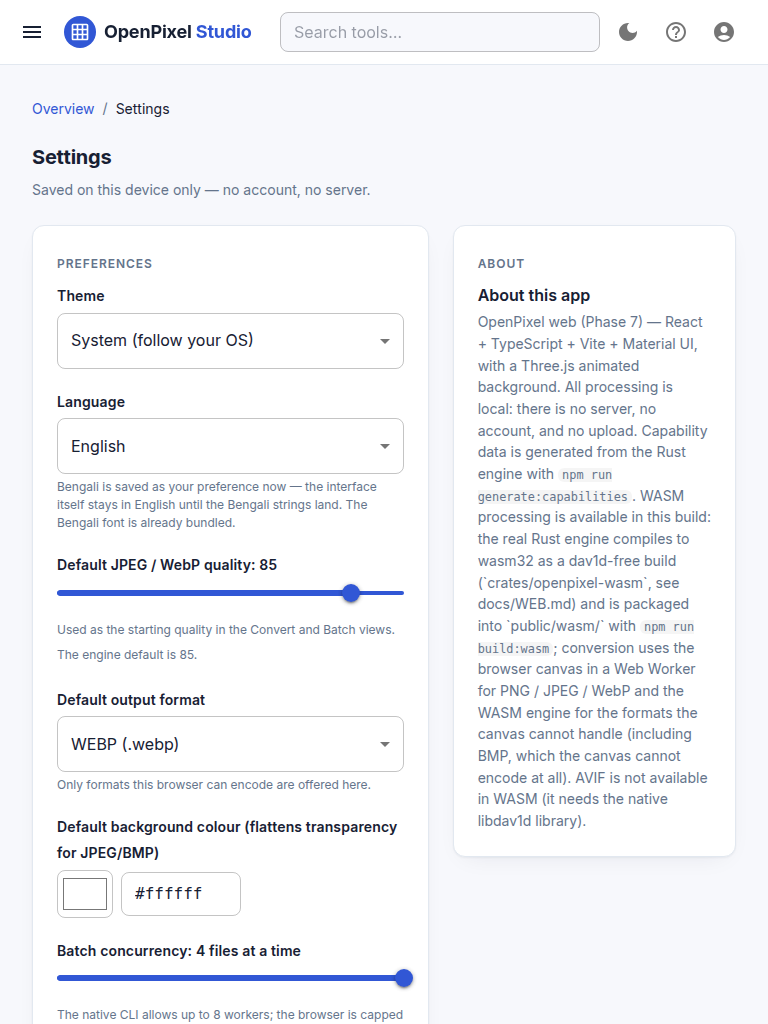 OpenPixel Studio
Search tools...
Overview / Settings
Settings
Saved on this device only — no account, no server.
PREFERENCES
Theme
System (follow your OS)
Language
English
Bengali is saved as your preference now — the interface
itself stays in English until the Bengali strings land. The
Bengali font is already bundled.
Default JPEG / WebP quality: 85
Used as the starting quality in the Convert and Batch views.
The engine default is 85.
Default output format
WEBP (.webp)
Only formats this browser can encode are offered here.
Default background colour (flattens transparency
for JPEG/BMP)
#ffffff
Batch concurrency: 4 files at a time
The native CLI allows up to 8 workers; the browser is capped
ABOUT
About this app
OpenPixel web (Phase 7) — React
+ TypeScript + Vite + Material UI,
with a Three.js animated
background. All processing is
local: there is no server, no
account, and no upload. Capability
data is generated from the Rust
engine with npm run
generate:capabilities. WASM
processing is available in this build:
the real Rust engine compiles to
wasm32 as a dav1d-free build
(`crates/openpixel-wasm`, see
docs/WEB.md) and is packaged
into `public/wasm/` with npm run
build:wasm; conversion uses the
browser canvas in a Web Worker
for PNG / JPEG / WebP and the
WASM engine for the formats the
canvas cannot handle (including
BMP, which the canvas cannot
encode at all). AVIF is not available
in WASM (it needs the native
libdav1d library).